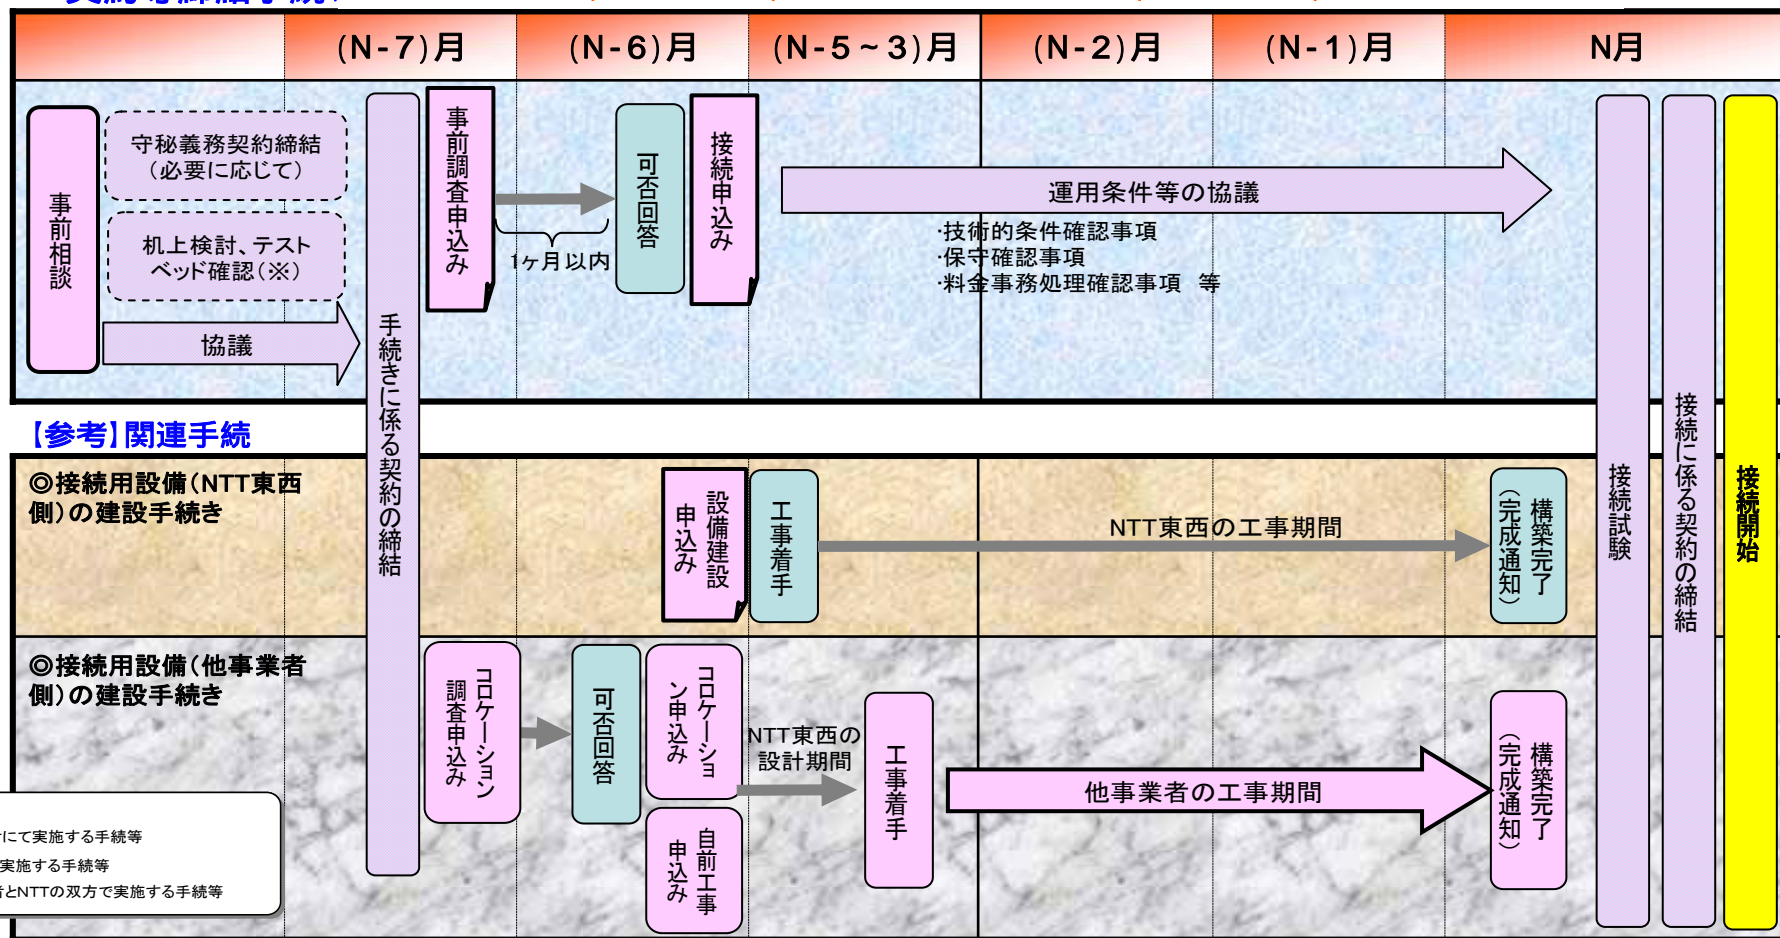 (N-7)月
(N-6)月
(N-5～3)月
(N-2)月
(N-1)月
N月
事前相談
守秘義務契約締結
(必要に応じて)
机上検討、テスト
ベッド確認(※)
協議
手続きに係る契約の締結
事前調査申込み
1ヶ月以内
可否回答
接続申込み
運用条件等の協議
・技術的条件確認事項
・保守確認事項
・料金事務処理確認事項　等
接続試験
接続に係る契約の締結
接続開始
【参考】関連手続
◎接続用設備(NTT東西
側)の建設手続き
設備建設
申込み
工事着手
NTT東西の工事期間
構築完了
(完成通知)
◎接続用設備(他事業者
側)の建設手続き
コロケーション
調査申込み
可否回答
コロケーショ
ン申込み
自前工事
申込み
NTT東西の
設計期間
工事着手
他事業者の工事期間
構築完了
(完成通知)
にて実施する手続等
実施する手続等
とNTTの双方で実施する手続等